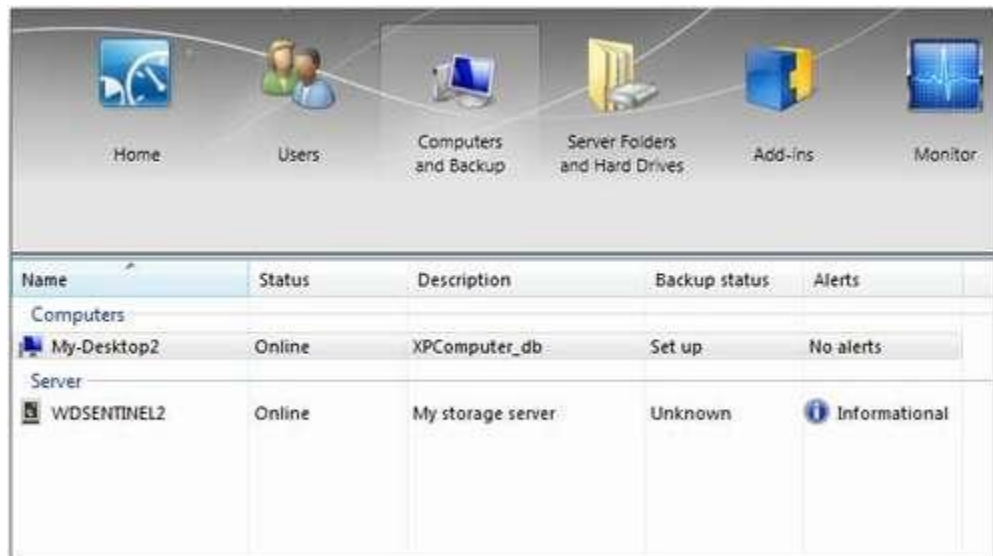 Home
Users
Computers
and Backup
Server Folders
and Hard Drives
Add-ins
Monitor
Name Status Description Backup status Alerts
Computers
My-Desktop2 Online XPComputer_db Set up No alerts
Server
WDSENTINEL2 Online My storage server Unknown Informational